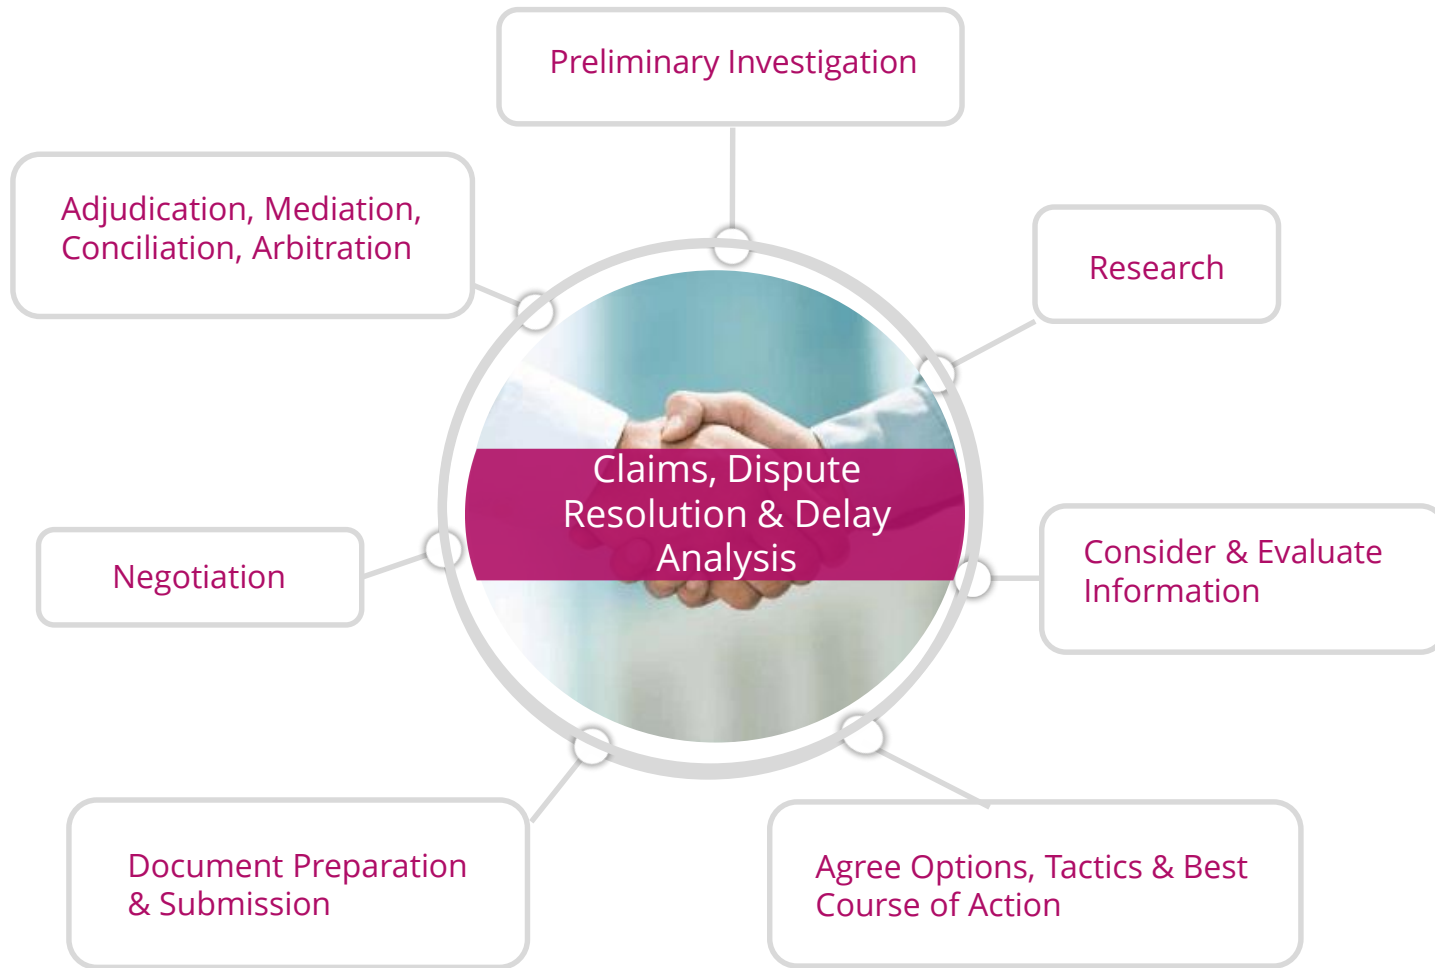 Preliminary Investigation
Adjudication, Mediation,
Conciliation, Arbitration
Research
Claims, Dispute
Resolution & Delay
Analysis
Consider & Evaluate
Information
Negotiation
Document Preparation
& Submission
Agree Options, Tactics & Best
Course of Action